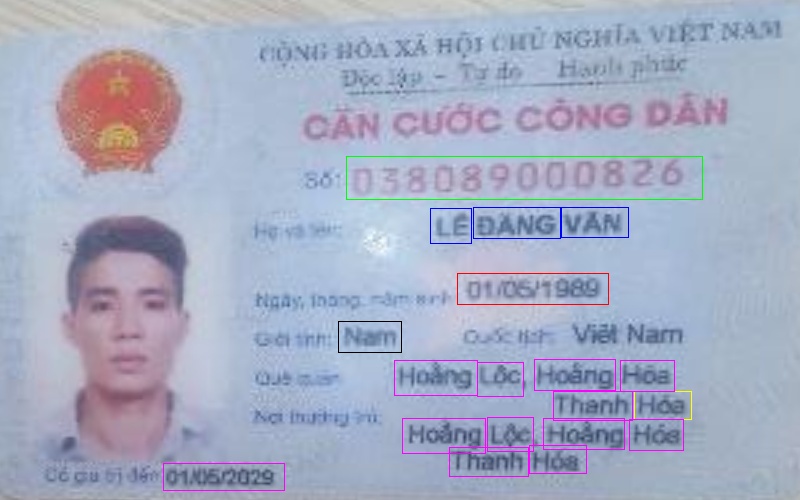 CỘNG HÒA XÃ HỘI CHỦ NGHĨA VIỆT NAM
Độc lập - Tự do Hạnh phúc
CĂN CƯỚC CÔNG DÂN
Số: 038089000826
Họ và tên: LÊ ĐĂNG VĂN
Ngày, tháng, năm sinh: 01/05/1989
Giới tính: Nam Quốc tịch: Việt Nam
Quê quán: Hoằng Lộc, Hoằng Hóa
Thanh Hóa
Nơi thường trú:
Hoằng Lộc, Hoằng Hóa
Thanh Hóa
Có giá trị đến 01/05/2029